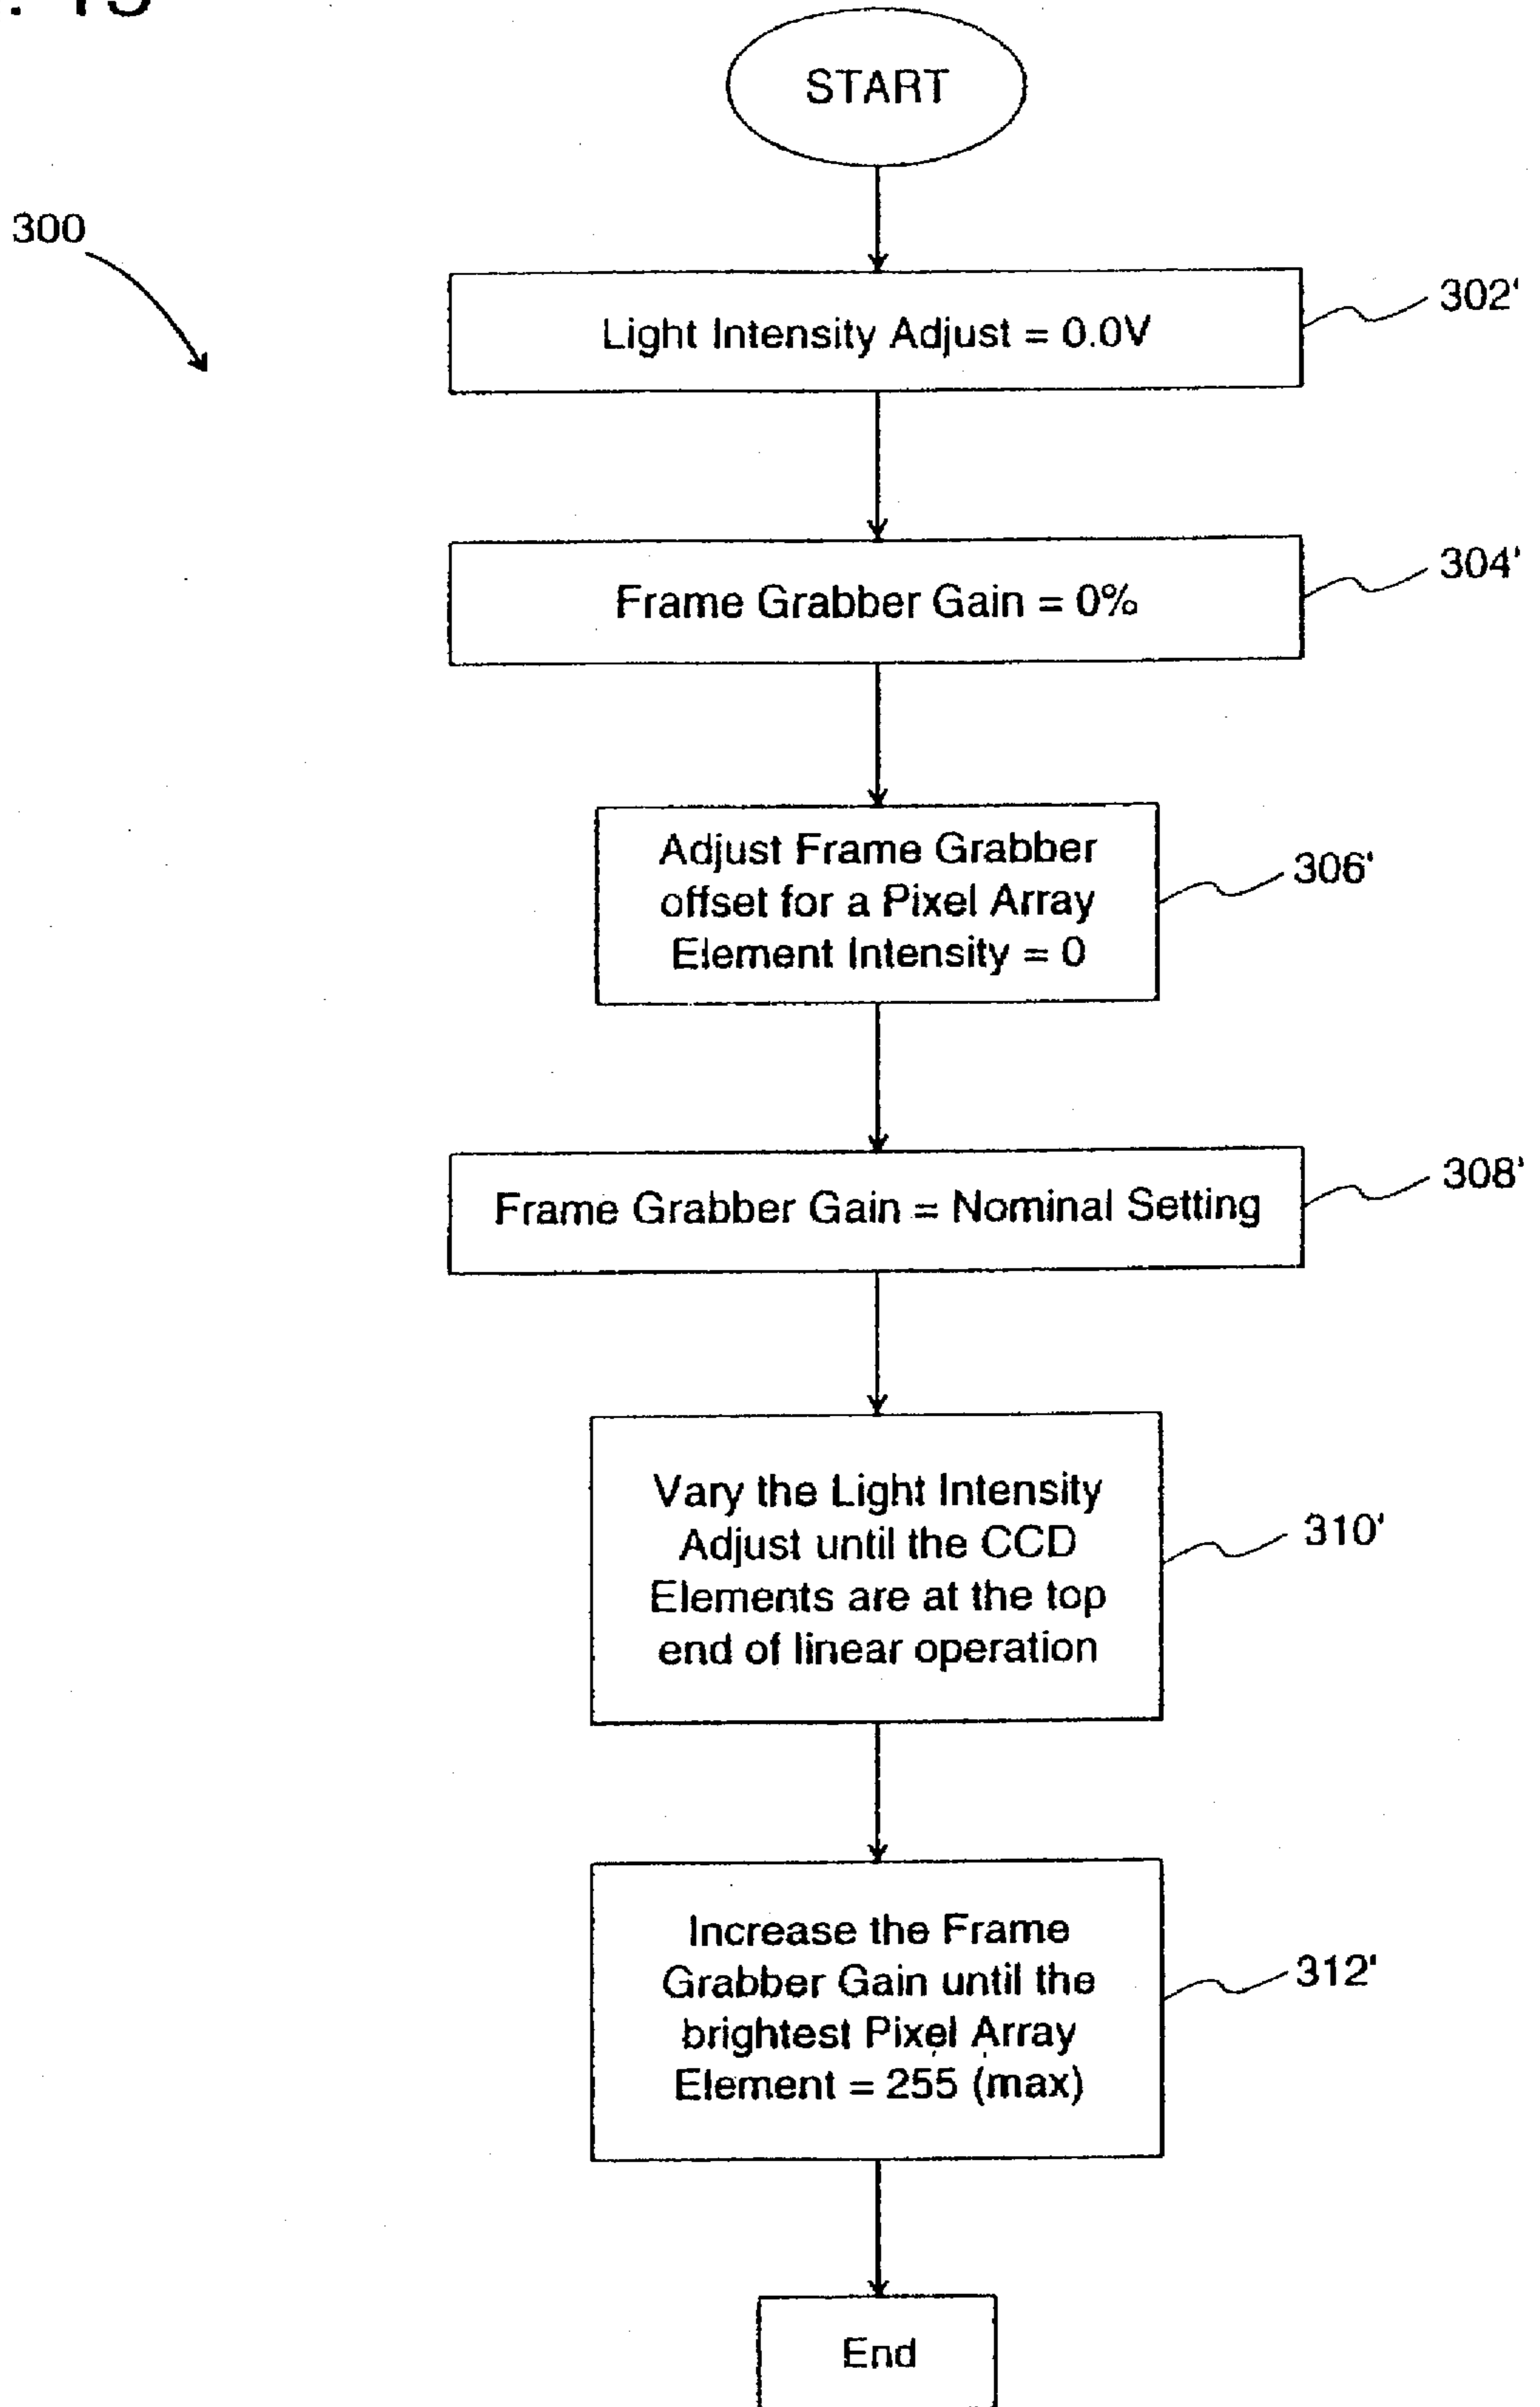 300
START
Light Intensity Adjust = 0.0V
302'
Frame Grabber Gain = 0%
304'
Adjust Frame Grabber
offset for a Pixel Array
Element Intensity = 0
306'
Frame Grabber Gain = Nominal Setting
308'
Vary the Light Intensity
Adjust until the CCD
Elements are at the top
end of linear operation
310'
Increase the Frame
Grabber Gain until the
brightest Pixel Array
Element = 255 (max)
312'
End